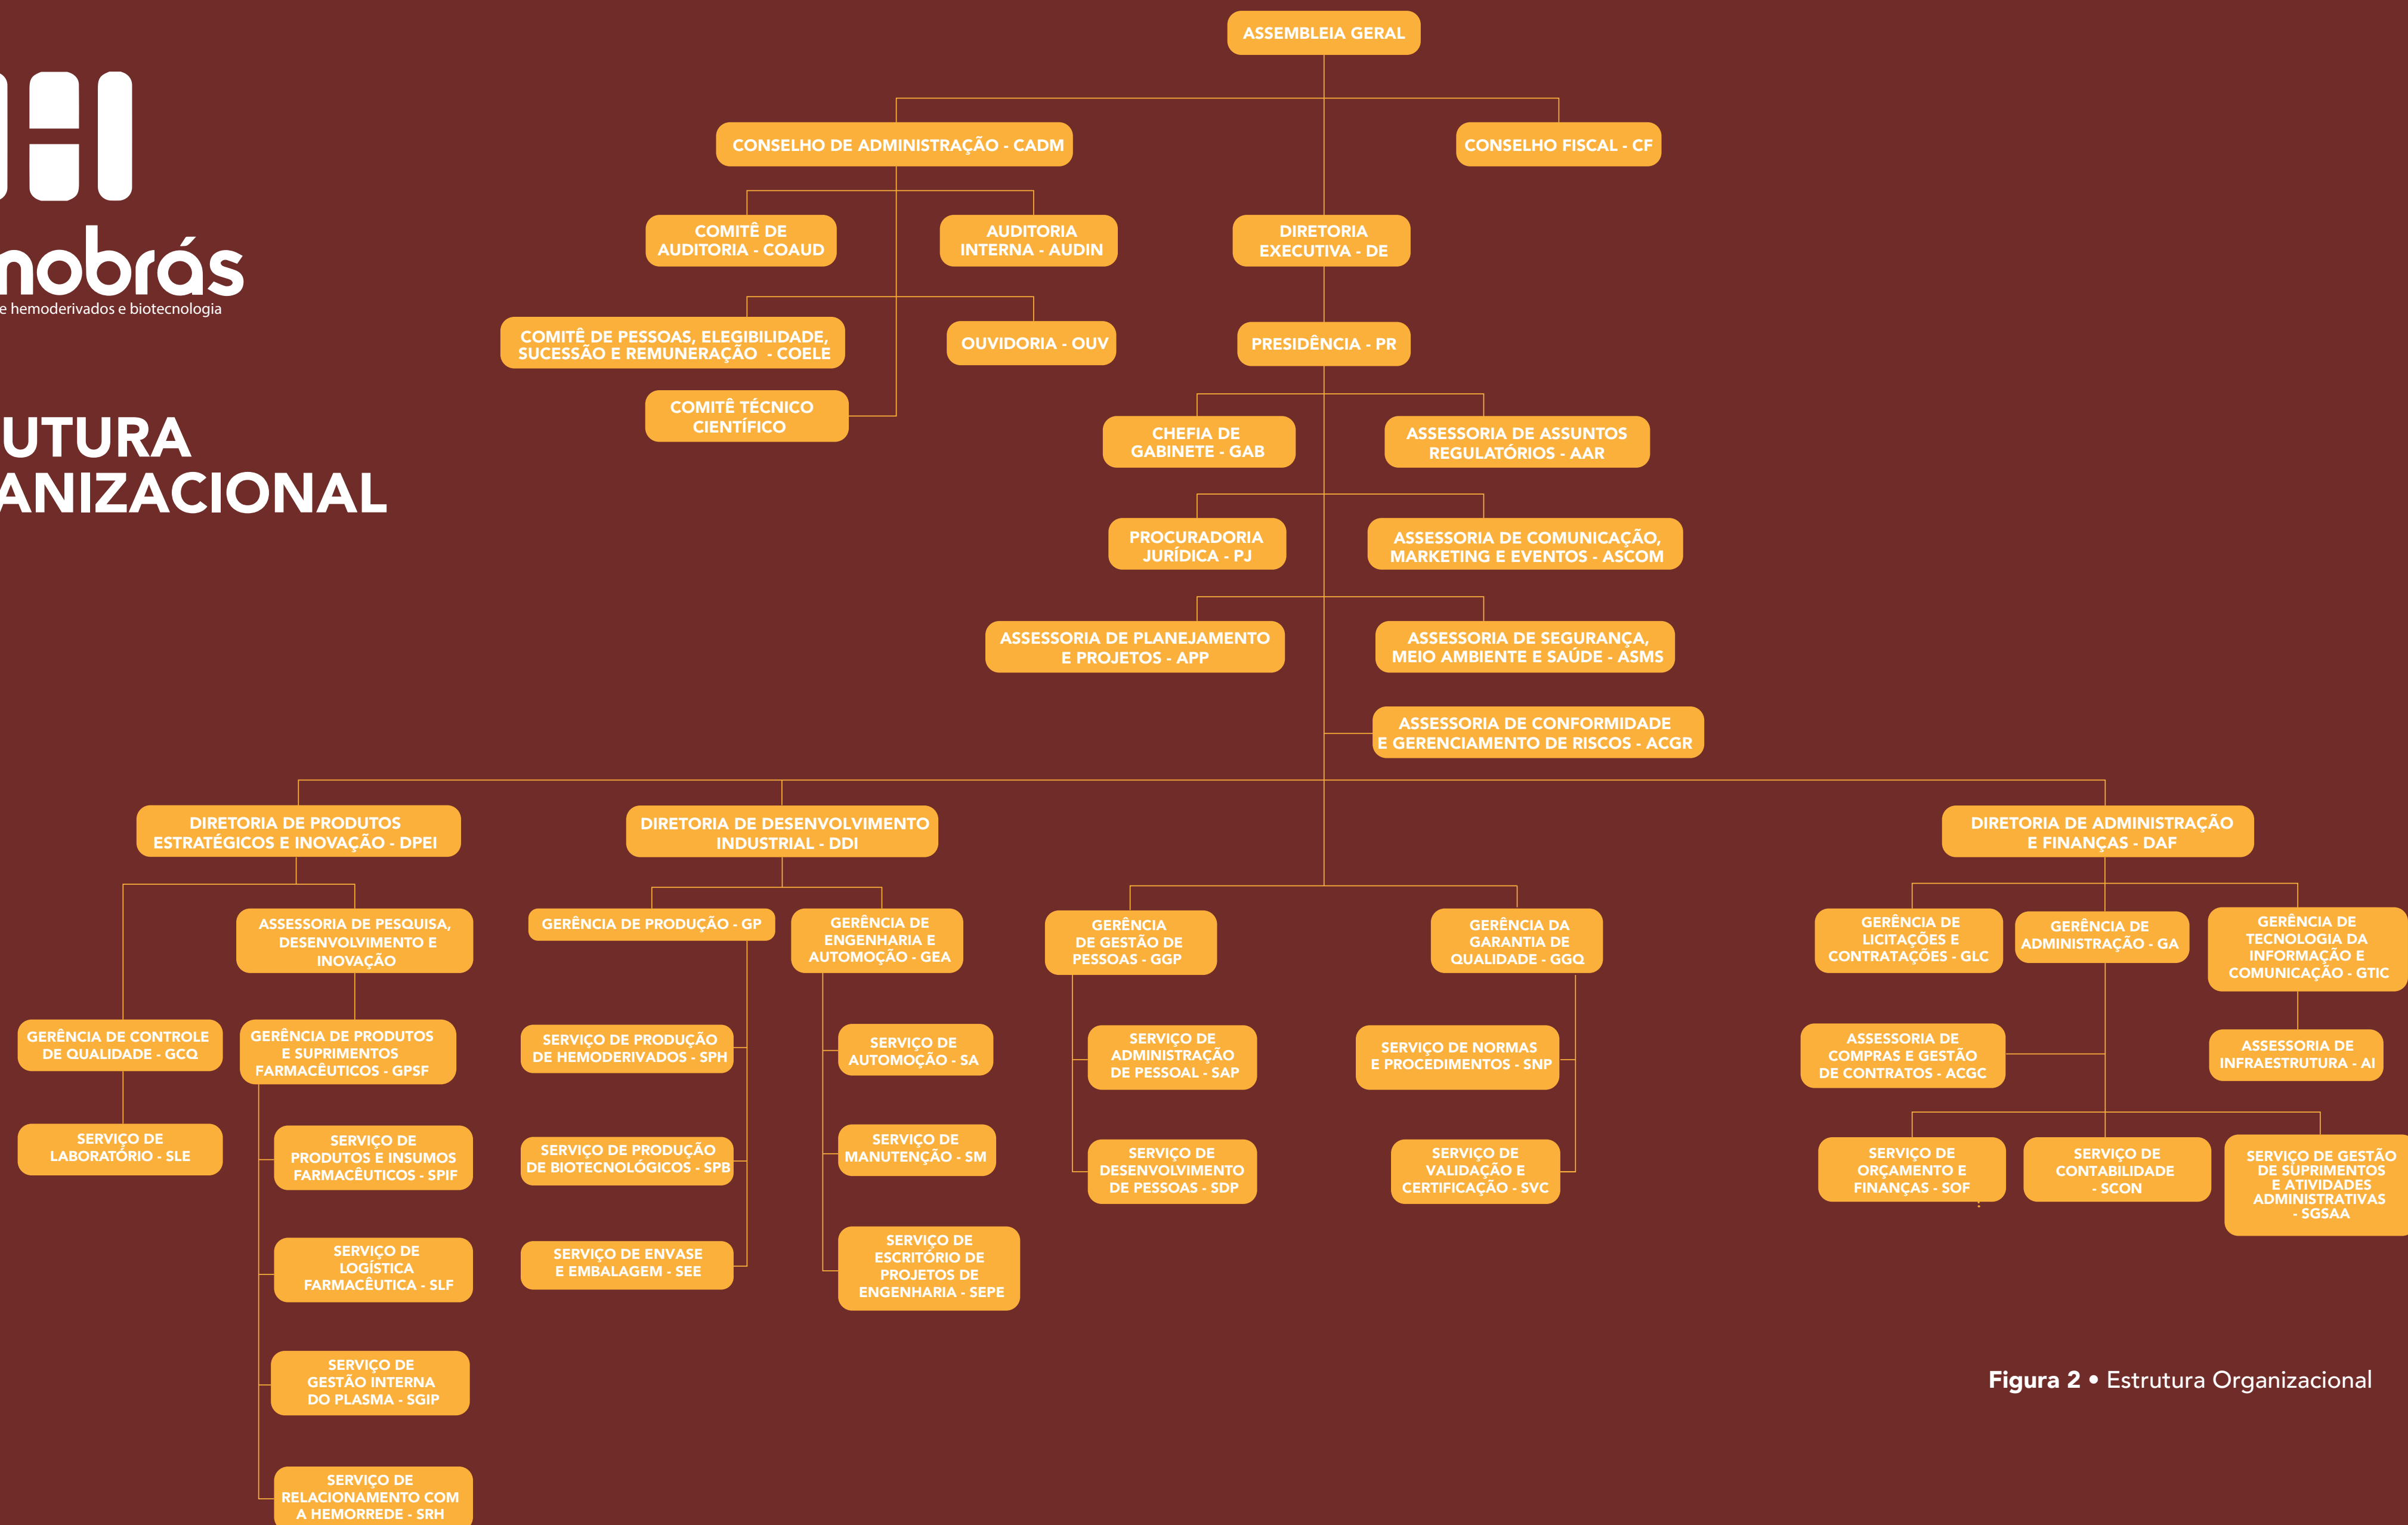 ASSEMBLEIA GERAL
CONSELHO DE ADMINISTRAÇÃO - CADM
CONSELHO FISCAL - CF
mobrás
e hemoderivados e biotecnologia
UTURA
ANIZACIONAL
COMITÊ DE
AUDITORIA - COAUD
AUDITORIA
INTERNA - AUDIN
DIRETORIA
EXECUTIVA - DE
COMITÊ DE PESSOAS, ELEGIBILIDADE,
SUCESSÃO E REMUNERAÇÃO - COELE
OUVIDORIA - OUV
PRESIDÊNCIA - PR
COMITÊ TÉCNICO
CIENTÍFICO
CHEFIA DE
GABINETE - GAB
ASSESSORIA DE ASSUNTOS
REGULATÓRIOS - AAR
PROCURADORIA
JURÍDICA - PJ
ASSESSORIA DE COMUNICAÇÃO,
MARKETING E EVENTOS - ASCOM
ASSESSORIA DE PLANEJAMENTO
E PROJETOS - APP
ASSESSORIA DE SEGURANÇA,
MEIO AMBIENTE E SAÚDE - ASMS
ASSESSORIA DE CONFORMIDADE
E GERENCIAMENTO DE RISCOS - ACGR
DIRETORIA DE PRODUTOS
ESTRATÉGICOS E INOVAÇÃO - DPEI
DIRETORIA DE DESENVOLVIMENTO
INDUSTRIAL - DDI
DIRETORIA DE ADMINISTRAÇÃO
E FINANÇAS - DAF
ASSESSORIA DE PESQUISA,
DESENVOLVIMENTO E
INOVAÇÃO
GERÊNCIA DE PRODUÇÃO - GP
GERÊNCIA DE
ENGENHARIA E
AUTOMOÇÃO - GEA
GERÊNCIA
DE GESTÃO DE
PESSOAS - GGP
GERÊNCIA DA
GARANTIA DE
QUALIDADE - GGQ
GERÊNCIA DE
LICITAÇÕES E
CONTRATAÇÕES - GLC
GERÊNCIA DE
ADMINISTRAÇÃO - GA
GERÊNCIA DE
TECNOLOGIA DA
INFORMAÇÃO E
COMUNICAÇÃO - GTIC
GERÊNCIA DE CONTROLE
DE QUALIDADE - GCQ
GERÊNCIA DE PRODUTOS
E SUPRIMENTOS
FARMACÊUTICOS - GPSF
SERVIÇO DE PRODUÇÃO
DE HEMODERIVADOS - SPH
SERVIÇO DE
AUTOMOÇÃO - SA
SERVIÇO DE
ADMINISTRAÇÃO
DE PESSOAL - SAP
SERVIÇO DE NORMAS
E PROCEDIMENTOS - SNP
ASSESSORIA DE
COMPRAS E GESTÃO
DE CONTRATOS - ACGC
ASSESSORIA DE
INFRAESTRUTURA - AI
SERVIÇO DE
LABORATÓRIO - SLE
SERVIÇO DE
PRODUTOS E INSUMOS
FARMACÊUTICOS - SPIF
SERVIÇO DE PRODUÇÃO
DE BIOTECNOLÓGICOS - SPB
SERVIÇO DE
MANUTENÇÃO - SM
SERVIÇO DE
DESENVOLVIMENTO
DE PESSOAS - SDP
SERVIÇO DE
VALIDAÇÃO E
CERTIFICAÇÃO - SVC
SERVIÇO DE
ORÇAMENTO E
FINANÇAS - SOF
SERVIÇO DE
CONTABILIDADE
- SCON
SERVIÇO DE GESTÃO
DE SUPRIMENTOS
E ATIVIDADES
ADMINISTRATIVAS
- SGSAA
SERVIÇO DE
LOGÍSTICA
FARMACÊUTICA - SLF
SERVIÇO DE ENVASE
E EMBALAGEM - SEE
SERVIÇO DE
ESCRITÓRIO DE
PROJETOS DE
ENGENHARIA - SEPE
SERVIÇO DE
GESTÃO INTERNA
DO PLASMA - SGIP
SERVIÇO DE
RELACIONAMENTO COM
A HEMORREDE - SRH
Figura 2 • Estrutura Organizacional